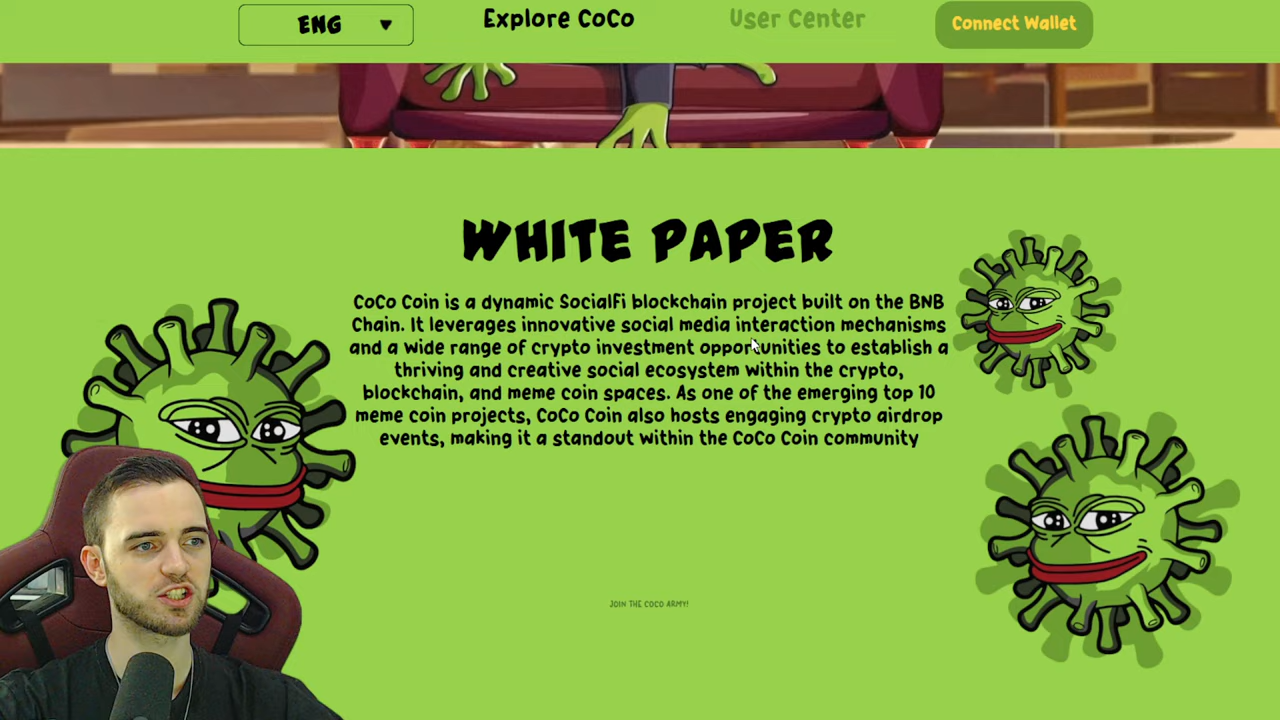 ENG
Explore CoCo
User Center
Connect Wallet
WHITE PAPER
CoCo Coin is a dynamic SocialFi blockchain project built on the BNB
Chain. It leverages innovative social media interaction mechanisms
and a wide range of crypto investment opportunities to establish a
thriving and creative social ecosystem within the crypto,
blockchain, and meme coin spaces. As one of the emerging top 10
meme coin projects, CoCo Coin also hosts engaging crypto airdrop
events, making it a standout within the CoCo Coin community
JOIN THE COCO ARMY!